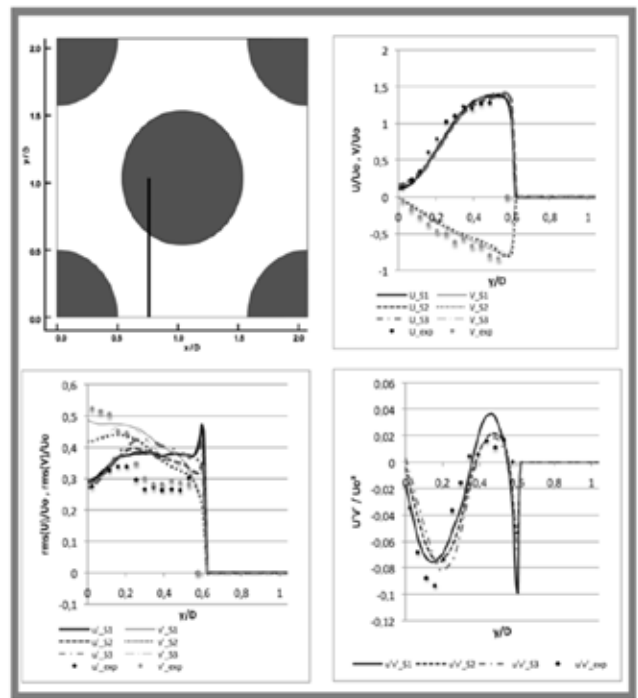 2.0
1.5
1.0
0.5
0.0
y/D
0.0 0.5 1.0 1.5 2.0
x/D
2
1,5
1
0,5
0
-0,5
-1
U/Uo , V/Uo
0 0,2 0,4 0,6 0,8 1
y/D
U_S1 V_S1
U_S2 V_S2
U_S3 V_S3
U_exp V_exp
0,6
0,5
0,4
0,3
0,2
0,1
0
-0,1
rms(U)/Uo , rms(V)/Uo
0 0,2 0,4 0,6 0,8 1
y/D
u'_S1 v'_S1
u'_S2 v'_S2
u'_S3 v'_S3
u'_exp v'_exp
0.06
0.04
0.02
0
-0.02
-0.04
-0.06
-0.08
-0.1
-0.12
u'v' / Uo²
0 0,2 0,4 0,6 0,8 1
y/D
u'v'_S1 u'v'_S2 u'v'_S3 u'v'_exp